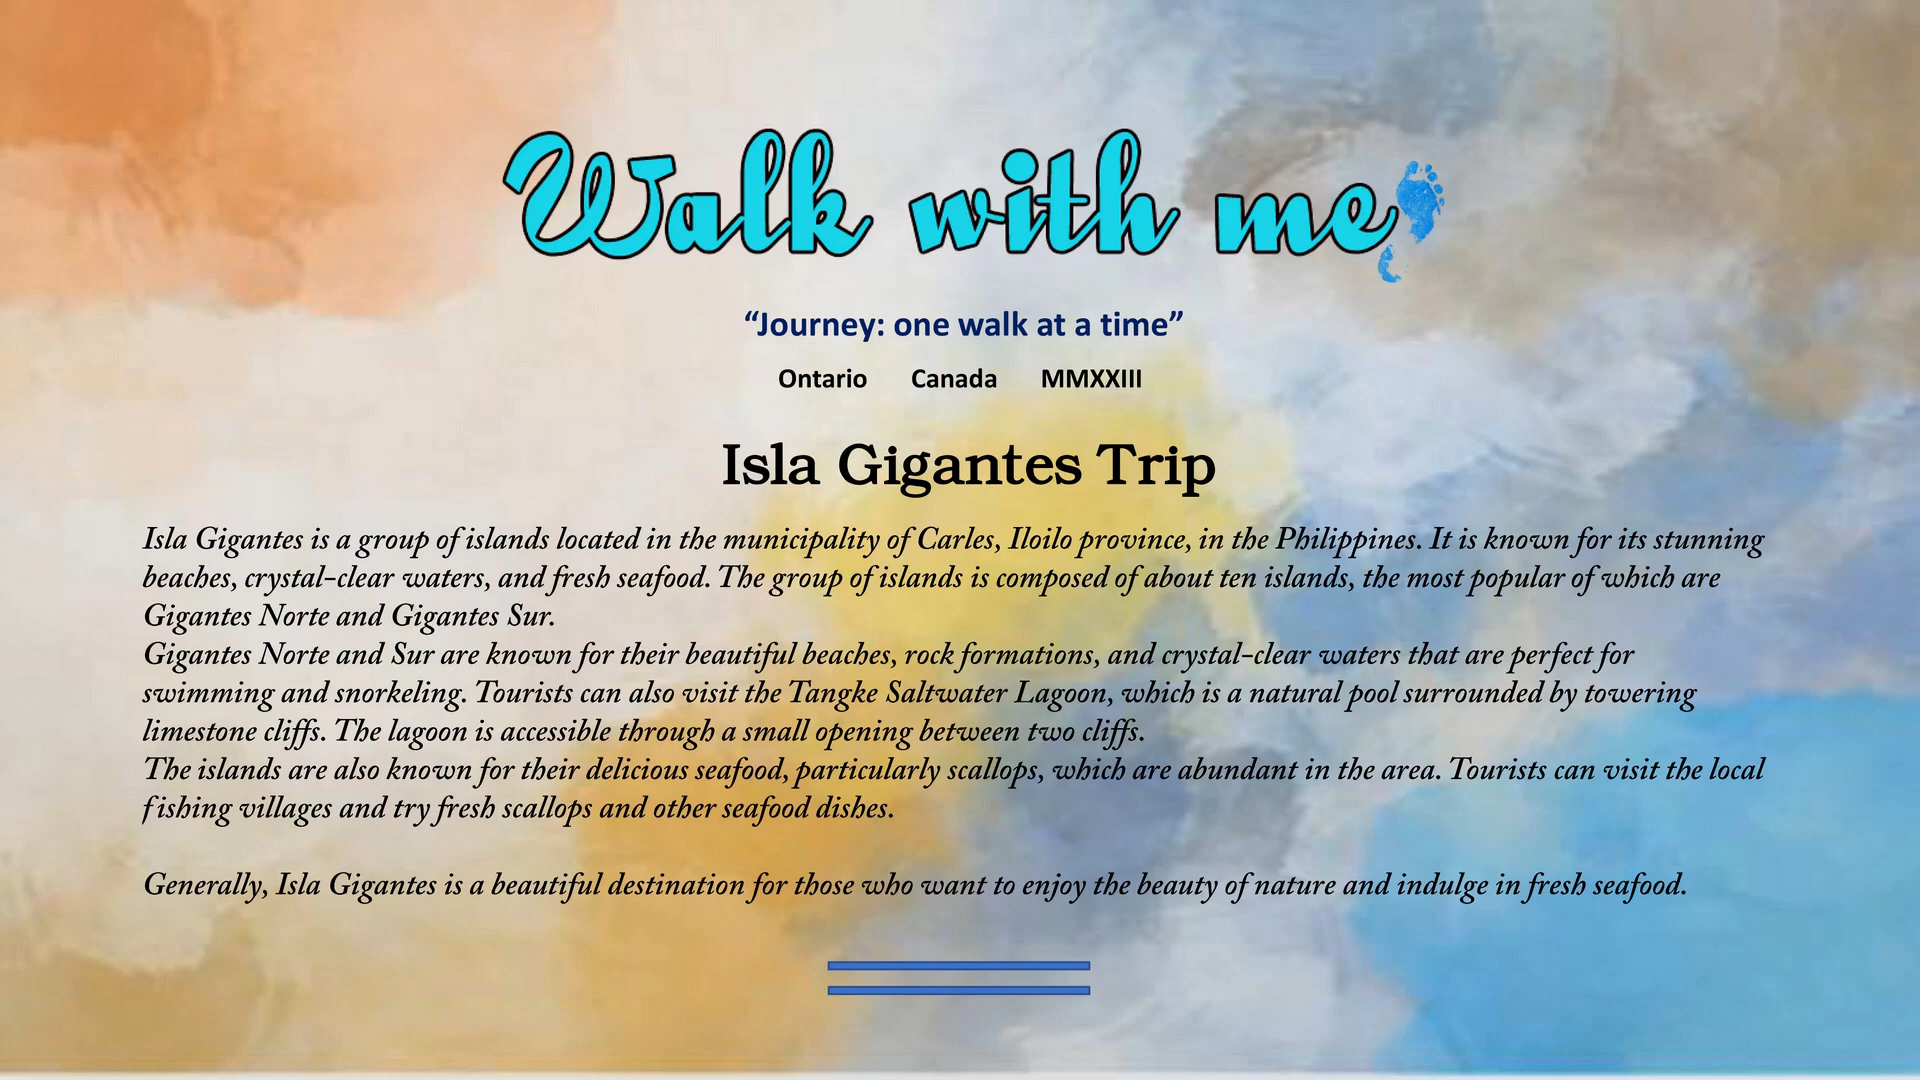 Walk with me
“Journey: one walk at a time”
Ontario Canada MMXXIII
Isla Gigantes Trip
Isla Gigantes is a group of islands located in the municipality of Carles, Iloilo province, in the Philippines. It is known for its stunning
beaches, crystal-clear waters, and fresh seafood. The group of islands is composed of about ten islands, the most popular of which are
Gigantes Norte and Gigantes Sur.
Gigantes Norte and Sur are known for their beautiful beaches, rock formations, and crystal-clear waters that are perfect for
swimming and snorkeling. Tourists can also visit the Tangke Saltwater Lagoon, which is a natural pool surrounded by towering
limestone cliffs. The lagoon is accessible through a small opening between two cliffs.
The islands are also known for their delicious seafood, particularly scallops, which are abundant in the area. Tourists can visit the local
fishing villages and try fresh scallops and other seafood dishes.
Generally, Isla Gigantes is a beautiful destination for those who want to enjoy the beauty of nature and indulge in fresh seafood.